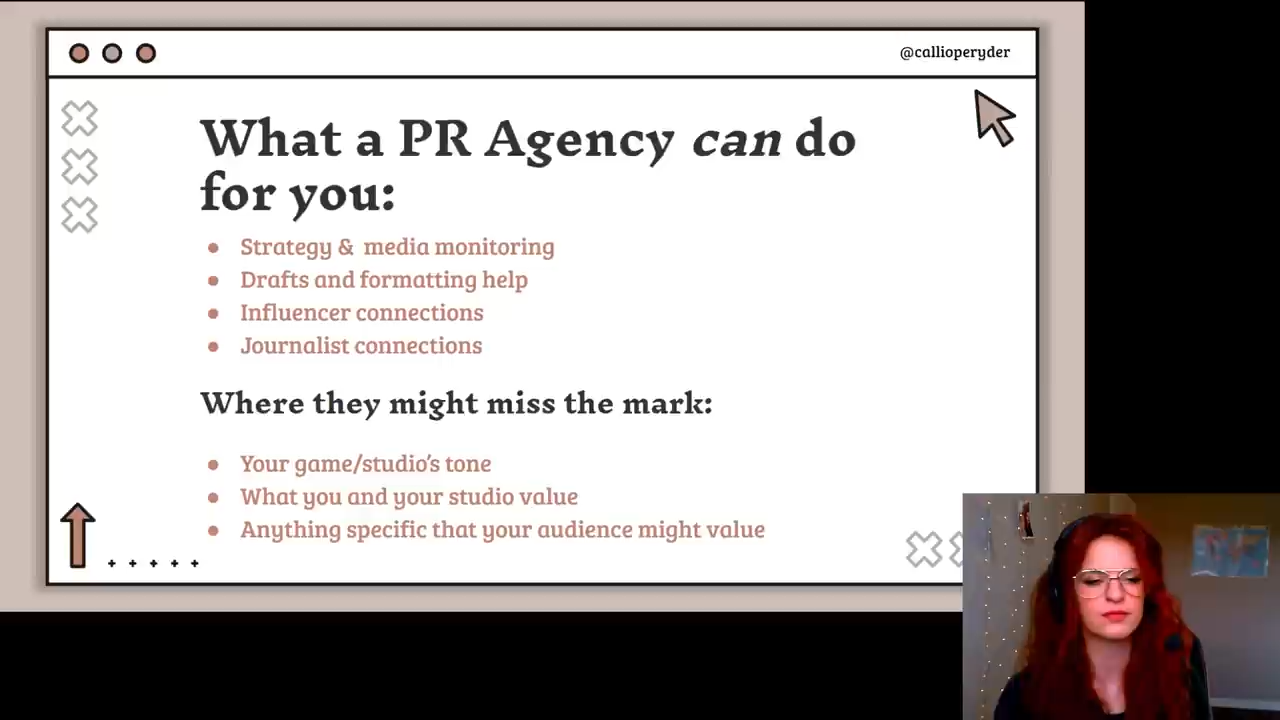 @callioperyder
What a PR Agency can do
for you:
Strategy & media monitoring
Drafts and formatting help
Influencer connections
Journalist connections
Where they might miss the mark:
Your game/studio's tone
What you and your studio value
Anything specific that your audience might value